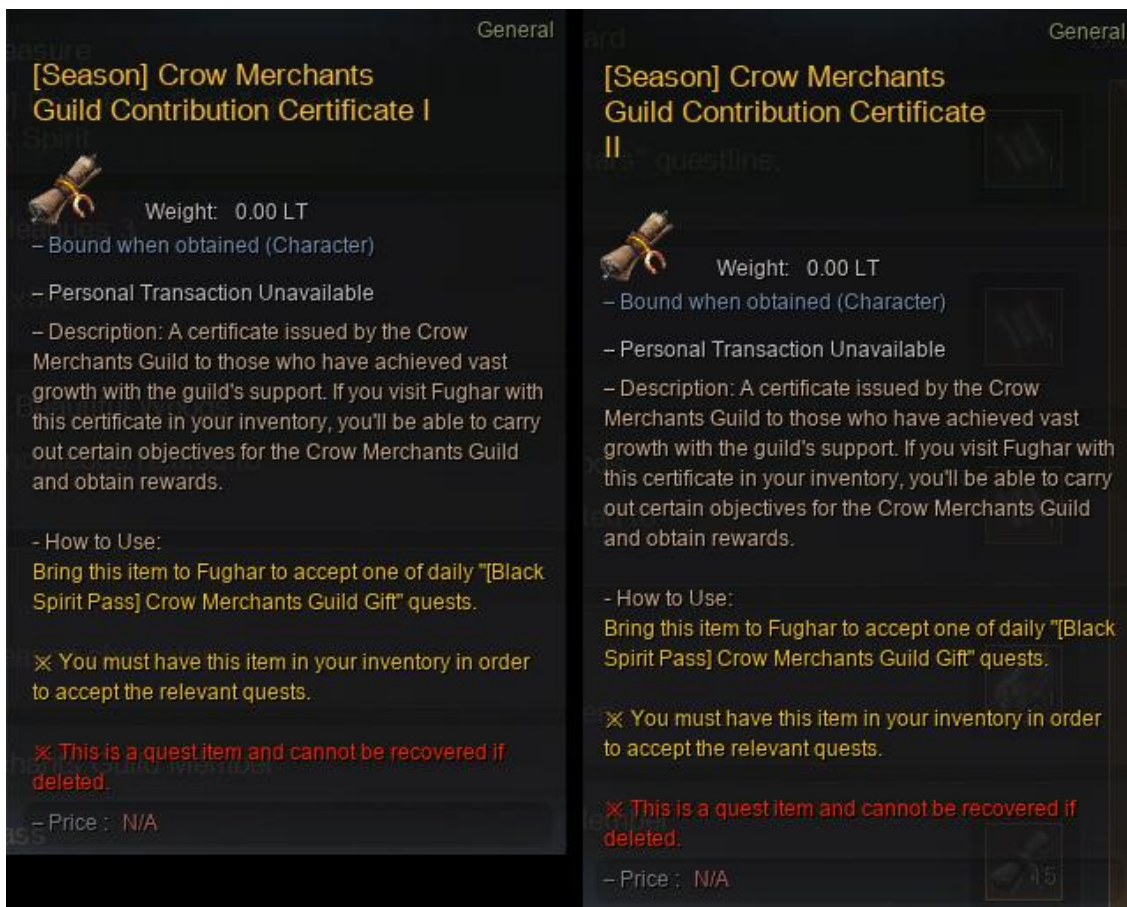 General
[Season] Crow Merchants
Guild Contribution Certificate I
Weight: 0.00 LT
– Bound when obtained (Character)
– Personal Transaction Unavailable
– Description: A certificate issued by the Crow
Merchants Guild to those who have achieved vast
growth with the guild's support. If you visit Fughar with
this certificate in your inventory, you'll be able to carry
out certain objectives for the Crow Merchants Guild
and obtain rewards.
- How to Use:
Bring this item to Fughar to accept one of daily "[Black
Spirit Pass] Crow Merchants Guild Gift" quests.
※ You must have this item in your inventory in order
to accept the relevant quests.
※ This is a quest item and cannot be recovered if
deleted.
– Price : N/A
General
[Season] Crow Merchants
Guild Contribution Certificate
II
Weight: 0.00 LT
– Bound when obtained (Character)
– Personal Transaction Unavailable
– Description: A certificate issued by the Crow
Merchants Guild to those who have achieved vast
growth with the guild's support. If you visit Fughar with
this certificate in your inventory, you'll be able to carry
out certain objectives for the Crow Merchants Guild
and obtain rewards.
- How to Use:
Bring this item to Fughar to accept one of daily "[Black
Spirit Pass] Crow Merchants Guild Gift" quests.
※ You must have this item in your inventory in order
to accept the relevant quests.
※ This is a quest item and cannot be recovered if
deleted.
– Price : N/A